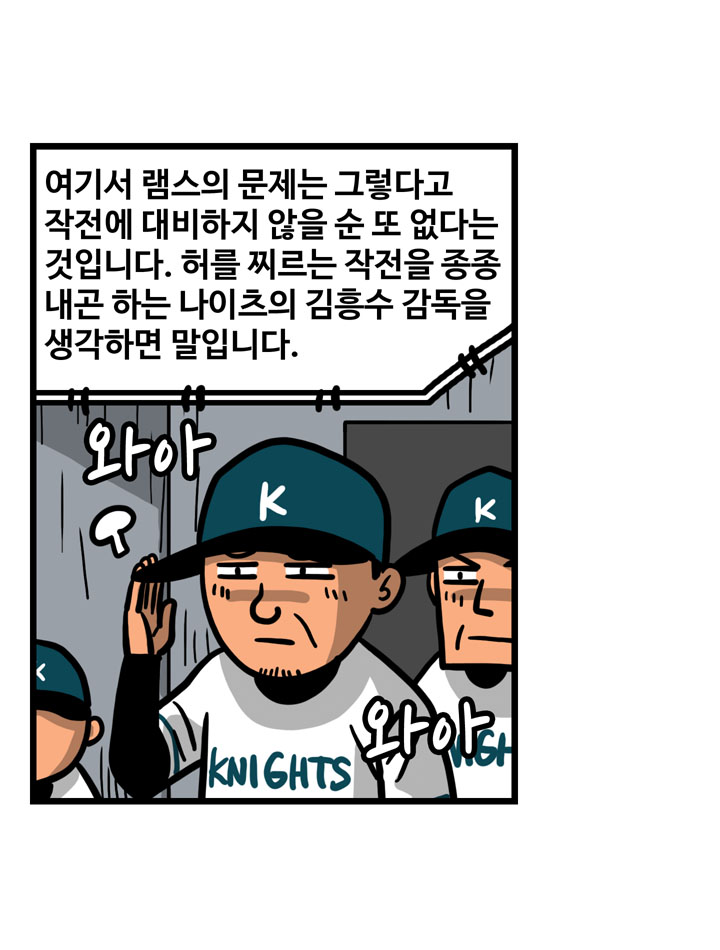 여기서 램스의 문제는 그렇다고
작전에 대비하지 않을 순 또 없다는
것입니다. 허를 찌르는 작전을 종종
내곤 하는 나이츠의 김흥수 감독을
생각하면 말입니다.
와아
K
K
K
와아
KNIGHTS
NIGH